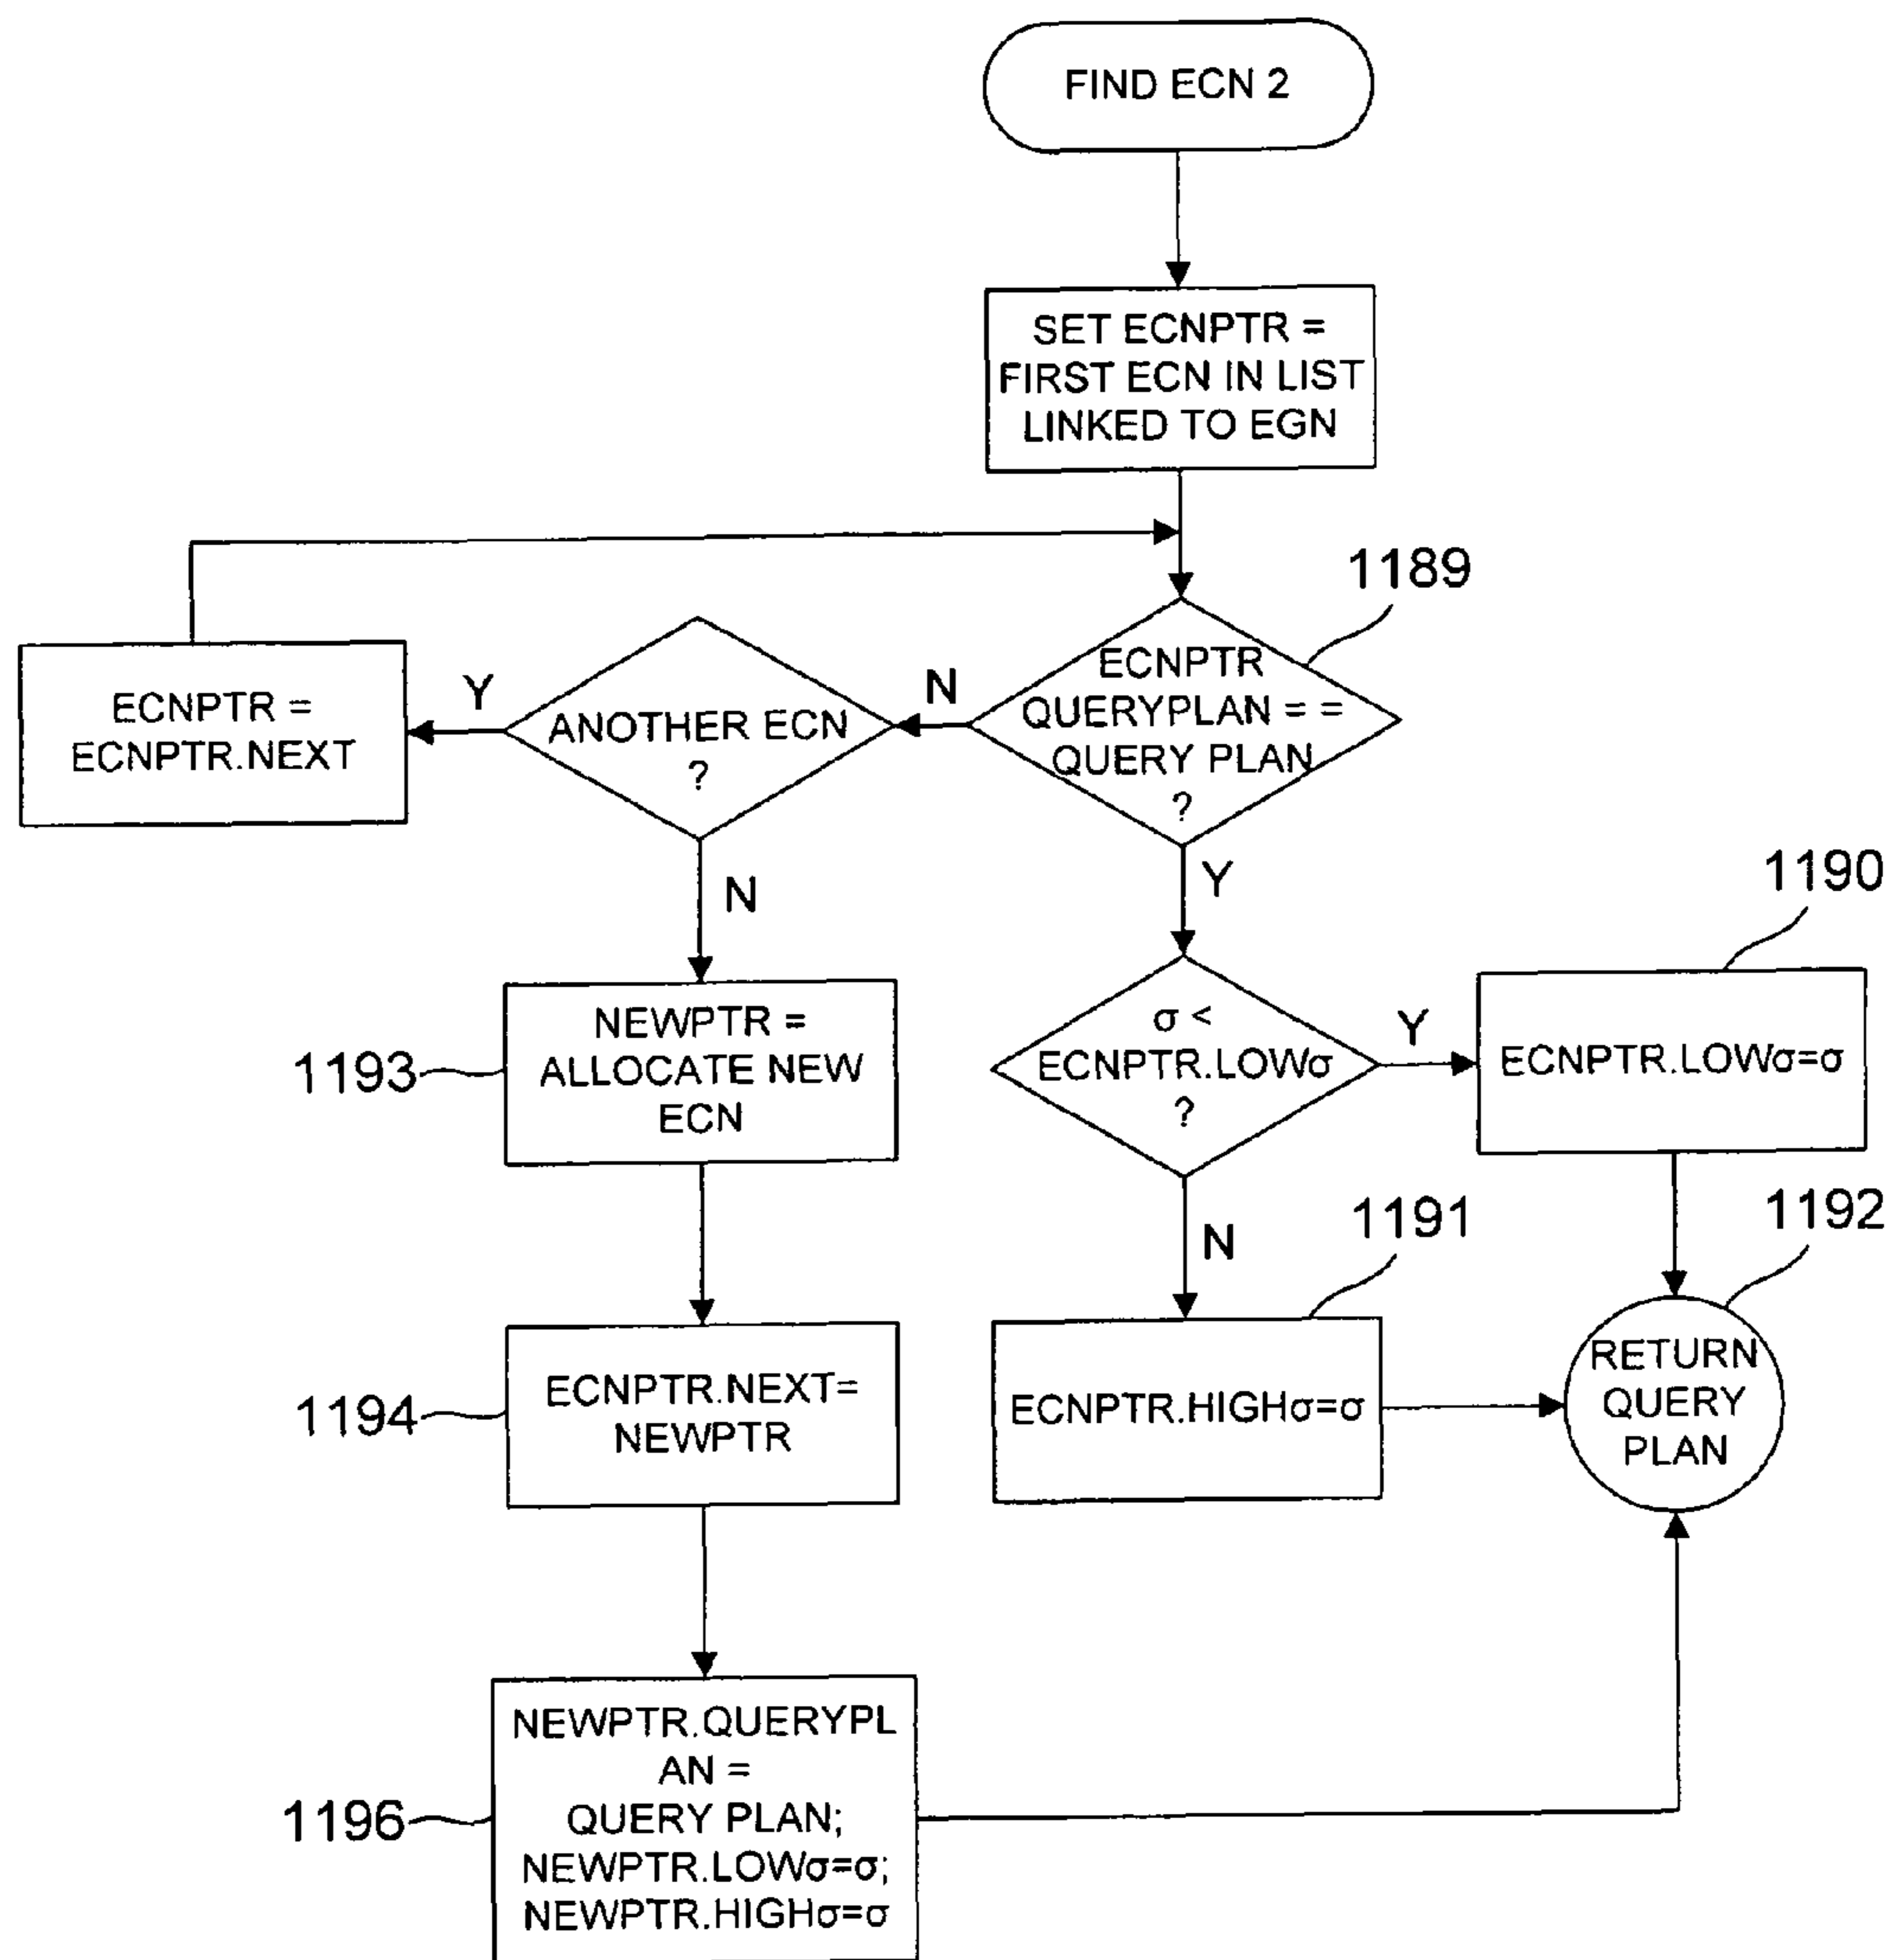 FIND ECN 2
SET ECNPTR =
FIRST ECN IN LIST
LINKED TO EGN
1189
ECNPTR
QUERYPLAN = =
QUERY PLAN
?
N
ANOTHER ECN
?
Y
ECNPTR =
ECNPTR.NEXT
N
Y
1190
σ <
ECNPTR.LOWσ
?
Y
ECNPTR.LOWσ=σ
1193
NEWPTR =
ALLOCATE NEW
ECN
N
1191
1192
ECNPTR.HIGHσ=σ
RETURN
QUERY
PLAN
1194
ECNPTR.NEXT=
NEWPTR
1196
NEWPTR.QUERYPL
AN =
QUERY PLAN;
NEWPTR.LOWσ=σ;
NEWPTR.HIGHσ=σ